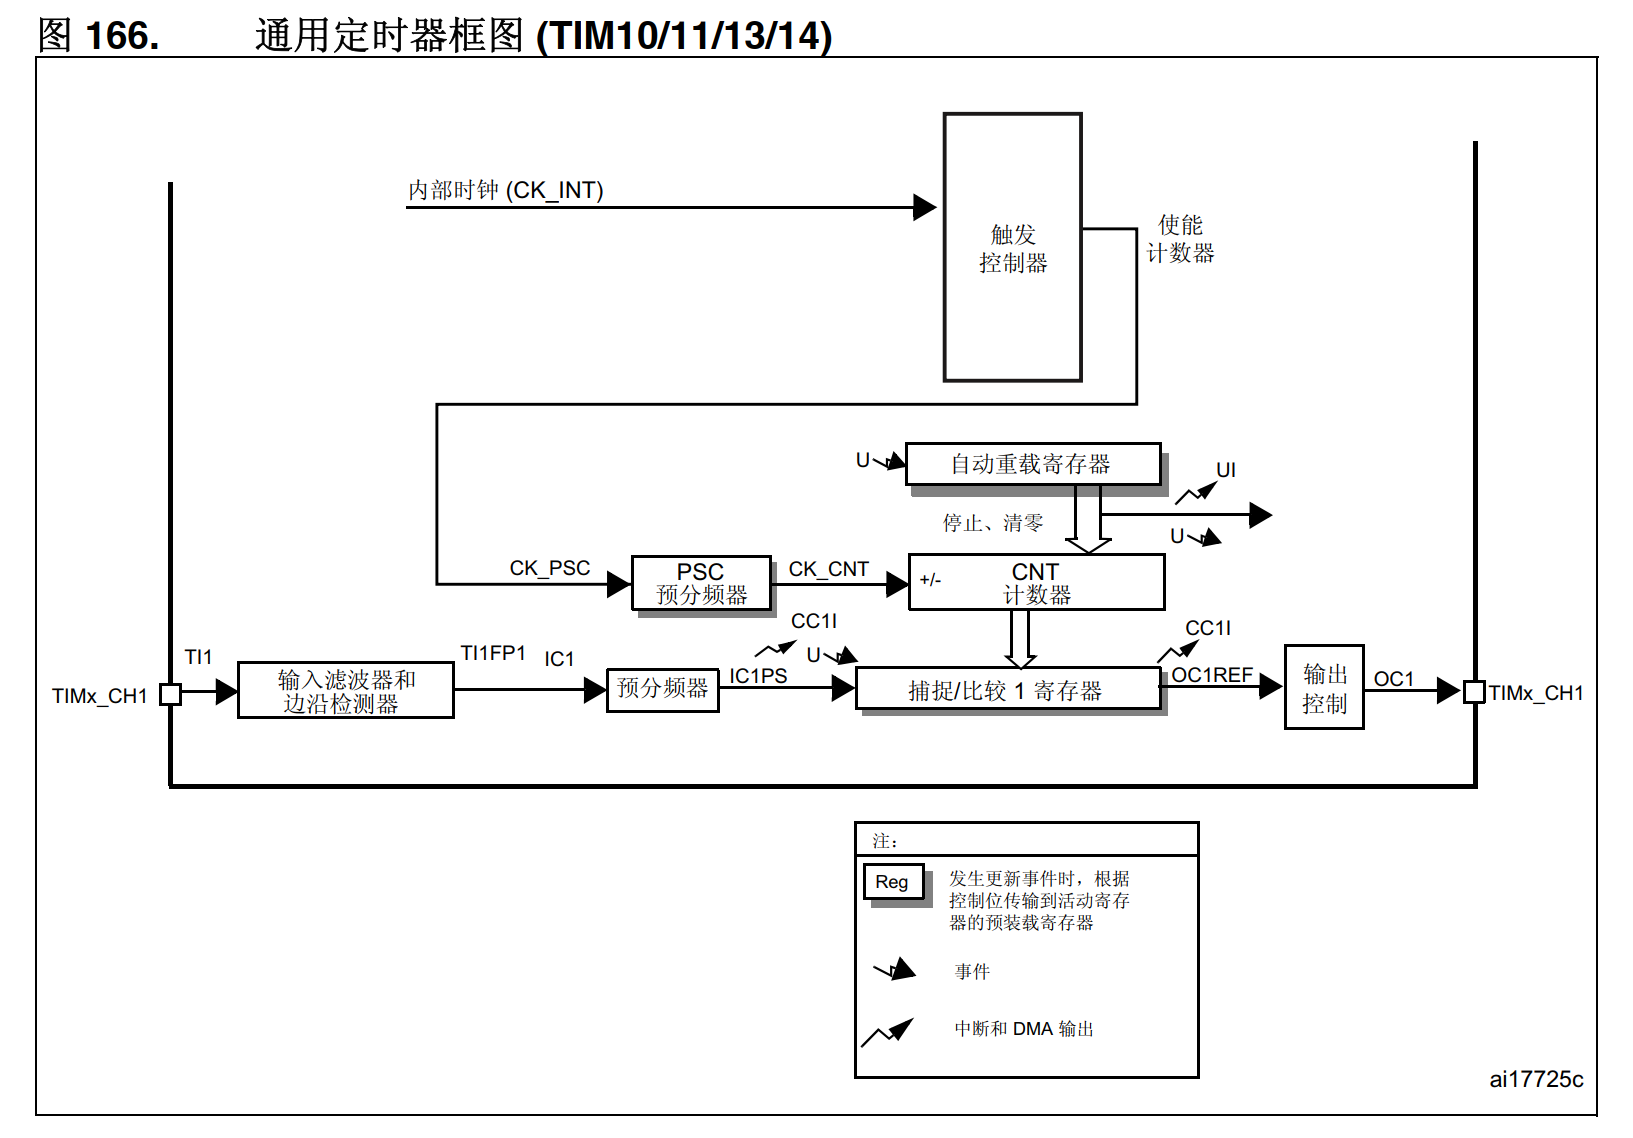 图 166. 通用定时器框图 (TIM10/11/13/14)
内部时钟 (CK_INT)
触发
控制器
使能
计数器
U
自动重载寄存器
UI
停止、清零
U
CK_PSC
PSC
预分频器
CK_CNT
+/-
CNT
计数器
CC1I
U
CC1I
TI1
TI1FP1
IC1
IC1PS
OC1REF
OC1
TIMx_CH1
输入滤波器和
边沿检测器
预分频器
捕捉/比较 1 寄存器
输出
控制
TIMx_CH1
注:
Reg
发生更新事件时，根据
控制位传输到活动寄存
器的预装载寄存器
事件
中断和 DMA 输出
ai17725c